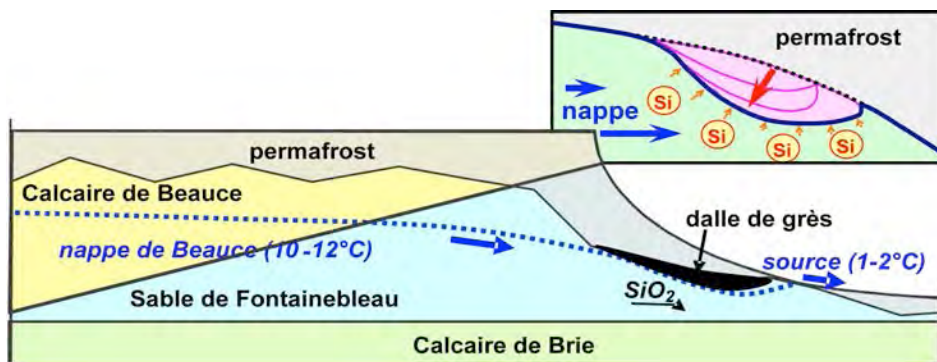 permafrost
nappe
Si
Si
Si
Si
permafrost
Calcaire de Beauce
dalle de grès
nappe de Beauce (10-12°C)
source (1-2°C)
Sable de Fontainebleau
SiO2
Calcaire de Brie